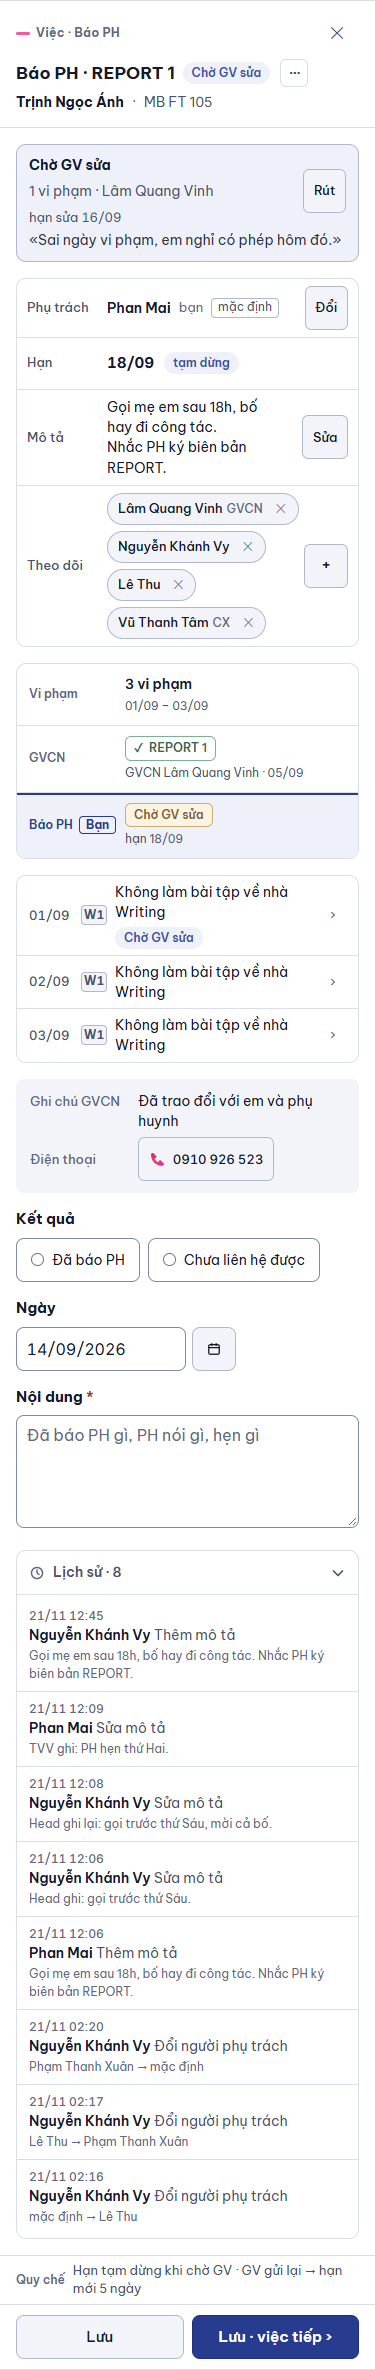 Việc · Báo PH
Báo PH · REPORT 1 Chờ GV sửa ···
Trịnh Ngọc Ánh · MB FT 105
Chờ GV sửa
1 vi phạm · Lâm Quang Vinh
hạn sửa 16/09
Rút
«Sai ngày vi phạm, em nghỉ có phép hôm đó.»
Phụ trách Phan Mai bạn mặc định Đổi
Hạn 18/09 tạm dừng
Mô tả
Gọi mẹ em sau 18h, bố
hay đi công tác.
Nhắc PH ký biên bản
REPORT.
Sửa
Theo dõi
Lâm Quang Vinh GVCN ×
Nguyễn Khánh Vy ×
Lê Thu ×
Vũ Thanh Tâm CX ×
+
Vi phạm
3 vi phạm
01/09 – 03/09
GVCN
✓ REPORT 1
GVCN Lâm Quang Vinh · 05/09
Báo PH Bạn
Chờ GV sửa
hạn 18/09
01/09 W1
Không làm bài tập về nhà
Writing
Chờ GV sửa
02/09 W1
Không làm bài tập về nhà
Writing
03/09 W1
Không làm bài tập về nhà
Writing
Ghi chú GVCN
Đã trao đổi với em và phụ
huynh
Điện thoại 0910 926 523
Kết quả
Đã báo PH Chưa liên hệ được
Ngày
14/09/2026
Nội dung *
Đã báo PH gì, PH nói gì, hẹn gì
Lịch sử · 8
21/11 12:45
Nguyễn Khánh Vy Thêm mô tả
Gọi mẹ em sau 18h, bố hay đi công tác. Nhắc PH ký
biên bản REPORT.
21/11 12:09
Phan Mai Sửa mô tả
TVV ghi: PH hẹn thứ Hai.
21/11 12:08
Nguyễn Khánh Vy Sửa mô tả
Head ghi lại: gọi trước thứ Sáu, mời cả bố.
21/11 12:06
Nguyễn Khánh Vy Sửa mô tả
Head ghi: gọi trước thứ Sáu.
21/11 12:06
Phan Mai Thêm mô tả
Gọi mẹ em sau 18h, bố hay đi công tác. Nhắc PH ký
biên bản REPORT.
21/11 02:20
Nguyễn Khánh Vy Đổi người phụ trách
Phạm Thanh Xuân → mặc định
21/11 02:17
Nguyễn Khánh Vy Đổi người phụ trách
Lê Thu → Phạm Thanh Xuân
21/11 02:16
Nguyễn Khánh Vy Đổi người phụ trách
mặc định → Lê Thu
Quy chế
Hạn tạm dừng khi chờ GV · GV gửi lại → hạn
mới 5 ngày
Lưu
Lưu · việc tiếp ›